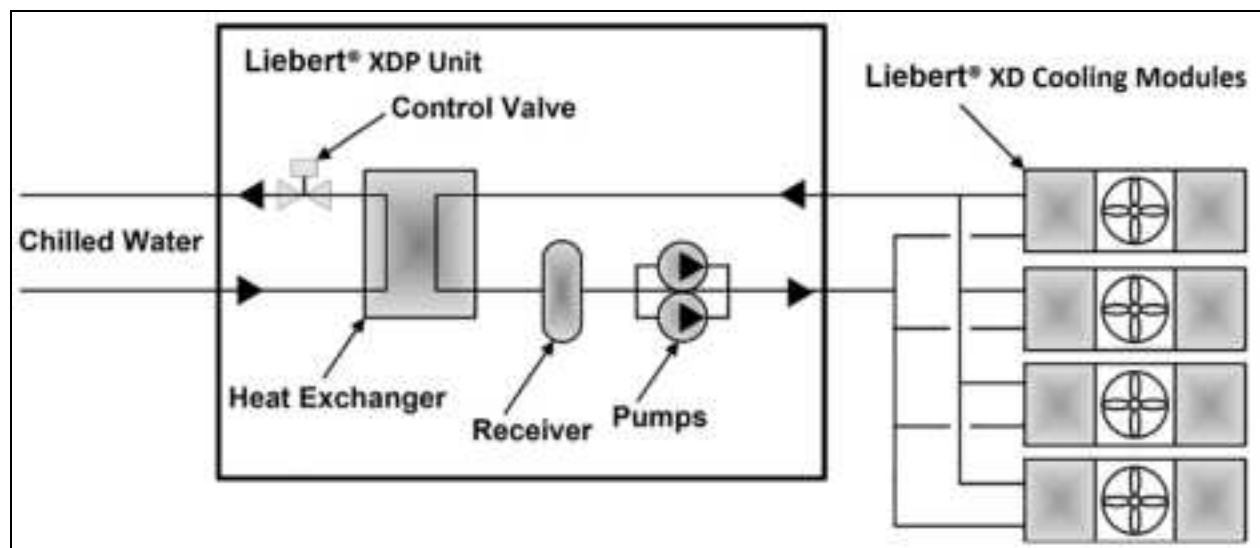 Liebert® XDP Unit
Liebert® XD Cooling Modules
Control Valve
Chilled Water
Heat Exchanger
Receiver
Pumps